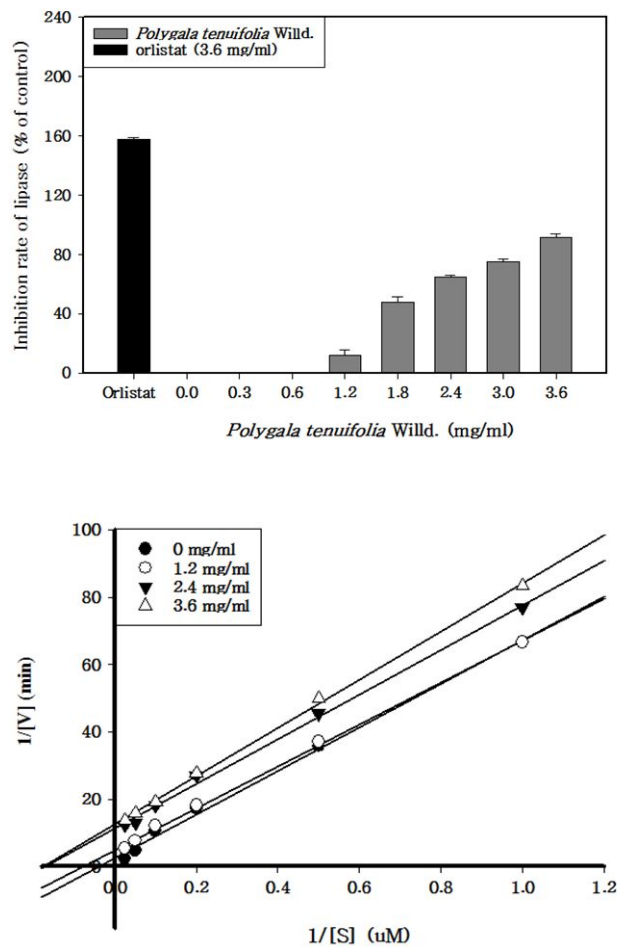 240
200
160
120
80
40
0
Inhibition rate of lipase (% of control)
Polygala tenuifolia Willd.
orlistat (3.6 mg/ml)
Orlistat 0.0 0.3 0.6 1.2 1.8 2.4 3.0 3.6
Polygala tenuifolia Willd. (mg/ml)
100
80
60
40
20
0
1/[V] (min)
0 mg/ml
1.2 mg/ml
2.4 mg/ml
3.6 mg/ml
0.0 0.2 0.4 0.6 0.8 1.0 1.2
1/[S] (uM)